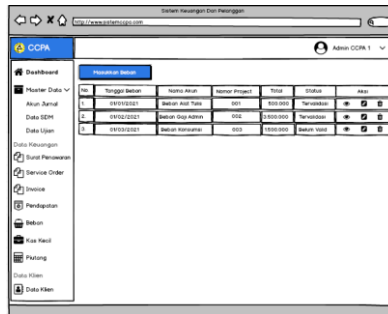 Sistem Keuangan Dan Pelanggan
http://www.sistemccpa.com
CCPA
Admin CCPA 1
Dashboard
Master Data
Akun Jurnal
Data SDM
Data Ujian
Data Keuangan
Surat Penawaran
Service Order
Invoice
Pendapatan
Beban
Kas Kecil
Piutang
Data Klien
Data Klien
Masukkan Beban
No. Tanggal Beban Nama Akun Nomor Project Total Status Aksi
1. 01/01/2021 Beban Alat Tulis 001 500.000 Tervalidasi
2. 01/02/2021 Beban Gaji Admin 002 3.500.000 Tervalidasi
3. 01/03/2021 Beban Konsumsi 003 1.500.000 Belum Valid